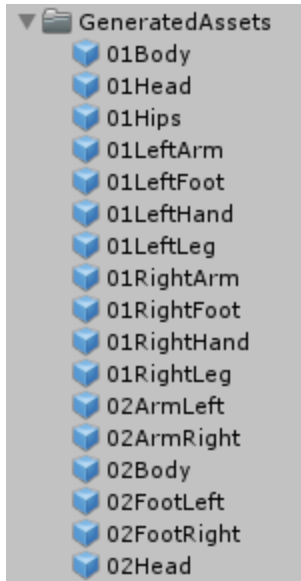 GeneratedAssets
01Body
01Head
01Hips
01LeftArm
01LeftFoot
01LeftHand
01LeftLeg
01RightArm
01RightFoot
01RightHand
01RightLeg
02ArmLeft
02ArmRight
02Body
02FootLeft
02FootRight
02Head